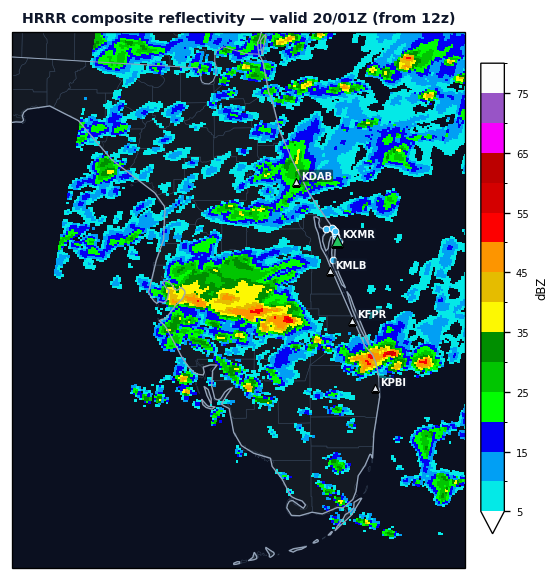 HRRR composite reflectivity — valid 20/01Z (from 12z)
KDAB
KXMR
KMLB
KFPR
KPBI
75
65
55
45
35
25
15
5
dBZ